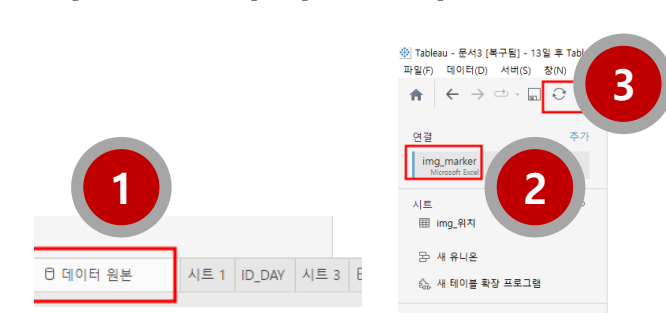 1
데이터 원본 시트 1 ID_DAY 시트 3
Tableau - 문서3 [복구됨] - 13일 후 Tabl
파일(F) 데이터(D) 서버(S) 창(N)
3
연결 추가
img_marker
Microsoft Excel
2
시트
img_위치
새 유니온
새 테이블 확장 프로그램